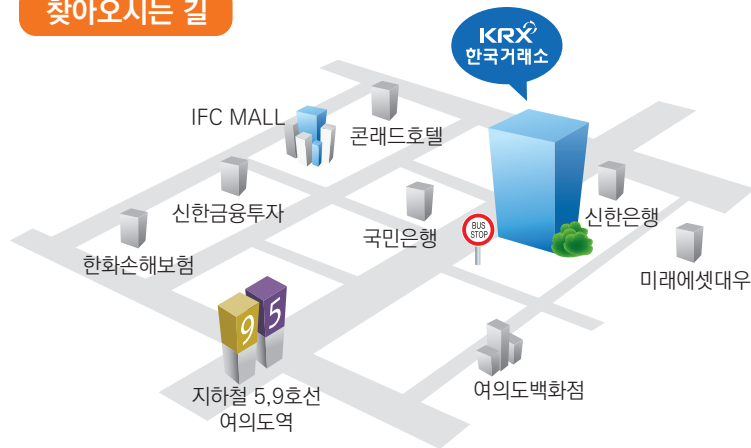 찾아오시는 길
KRX
한국거래소
IFC MALL
콘래드호텔
신한금융투자
신한은행
국민은행
BUS
STOP
한화손해보험
미래에셋대우
9
5
지하철 5,9호선
여의도역
여의도백화점